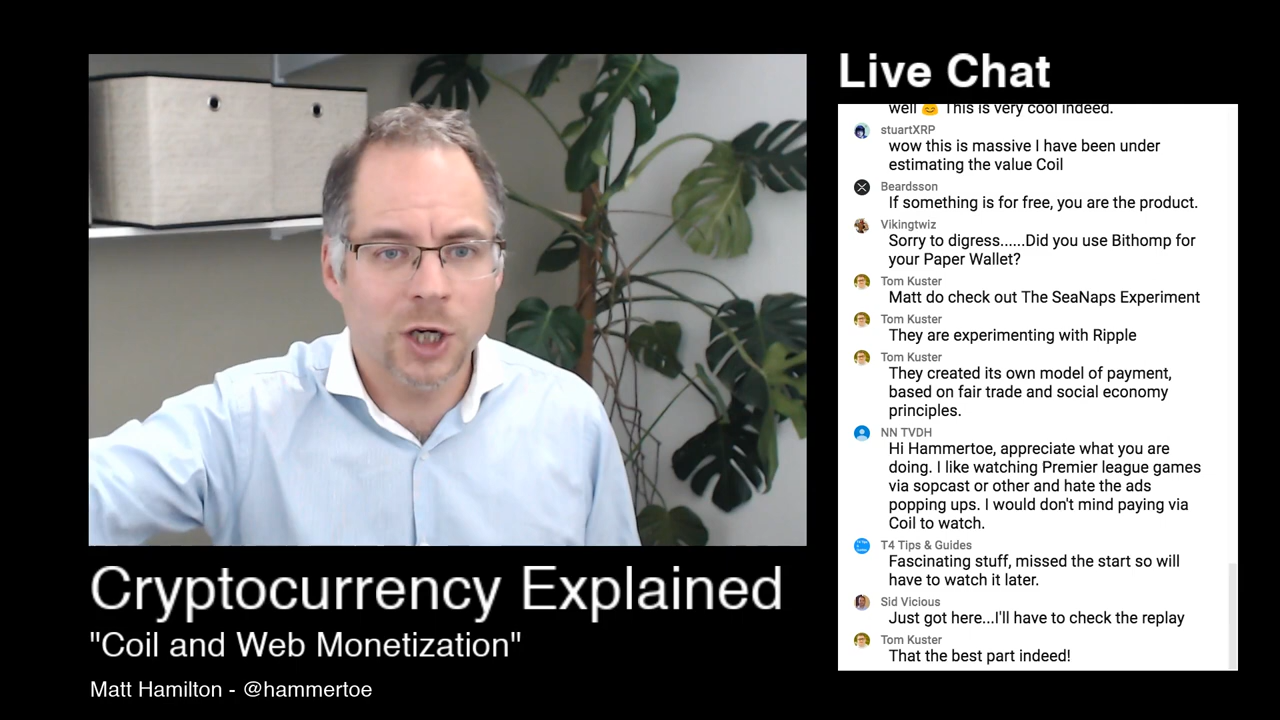 Live Chat
well 😊 This is very cool indeed.
stuartXRP
wow this is massive I have been under
estimating the value Coil
Beardsson
If something is for free, you are the product.
Vikingtwiz
Sorry to digress......Did you use Bithomp for
your Paper Wallet?
Tom Kuster
Matt do check out The SeaNaps Experiment
Tom Kuster
They are experimenting with Ripple
Tom Kuster
They created its own model of payment,
based on fair trade and social economy
principles.
NN TVDH
Hi Hammertoe, appreciate what you are
doing. I like watching Premier league games
via sopcast or other and hate the ads
popping ups. I would don't mind paying via
Coil to watch.
T4 Tips & Guides
Fascinating stuff, missed the start so will
have to watch it later.
Sid Vicious
Just got here...I'll have to check the replay
Tom Kuster
That the best part indeed!
Cryptocurrency Explained
"Coil and Web Monetization"
Matt Hamilton - @hammertoe